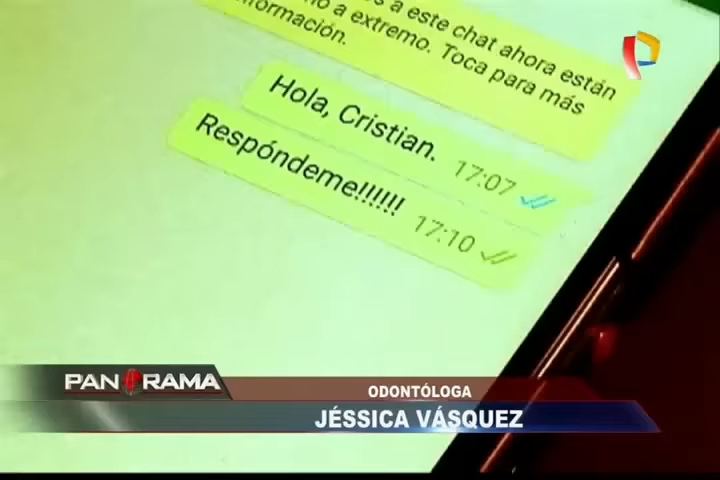 a este chat ahora están
a extremo. Toca para más
información.
Hola, Cristian.
17:07
Respóndeme!!!!!!
17:10
PANORAMA
ODONTÓLOGA
JÉSSICA VÁSQUEZ